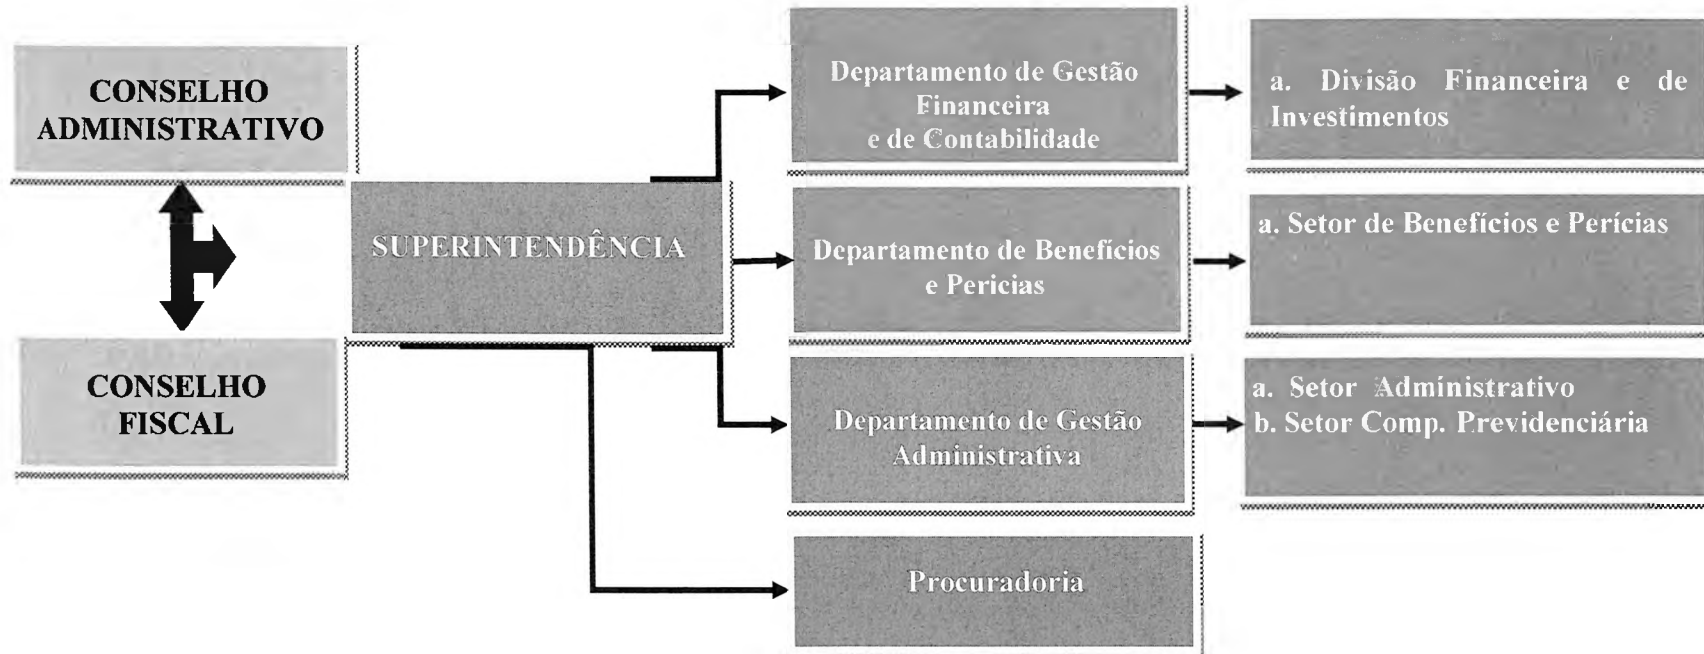 CONSELHO
ADMINISTRATIVO
CONSELHO
FISCAL
SUPERINTENDÊNCIA
Departamento de Gestão
Financeira
e de Contabilidade
Departamento de Benefícios
e Pericias
Departamento de Gestão
Administrativa
Procuradoria
a. Divisão Financeira e de
Investimentos
a. Setor de Benefícios e Perícias
a. Setor Administrativo
b. Setor Comp. Previdenciária